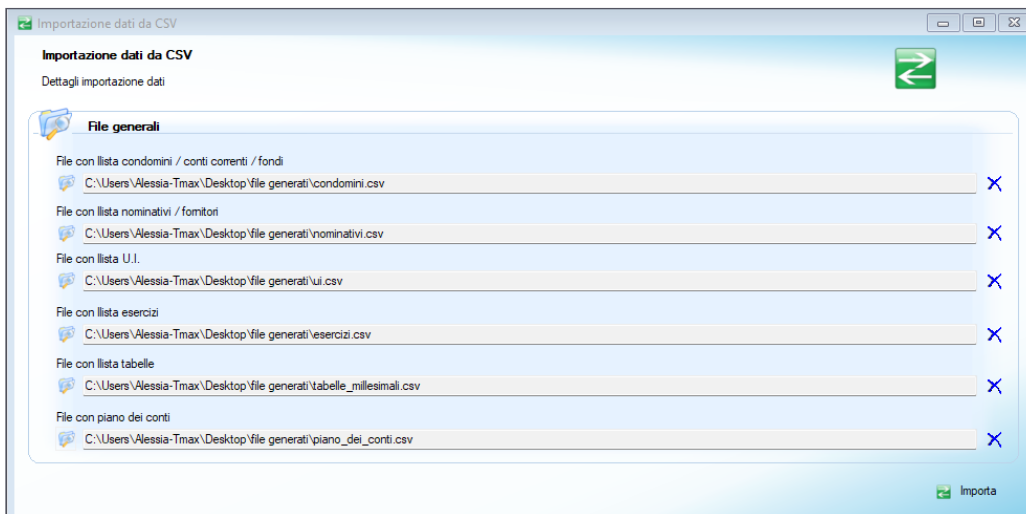 Importazione dati da CSV
Importazione dati da CSV
Dettagli importazione dati
File generali
File con llista condomini / conti correnti / fondi
C:\Users\Alessia-Tmax\Desktop\file generati\condomini.csv
File con llista nominativi / fornitori
C:\Users\Alessia-Tmax\Desktop\file generati\nominativi.csv
File con llista U.I.
C:\Users\Alessia-Tmax\Desktop\file generati\ui.csv
File con llista esercizi
C:\Users\Alessia-Tmax\Desktop\file generati\esercizi.csv
File con llista tabelle
C:\Users\Alessia-Tmax\Desktop\file generati\tabelle_millesimali.csv
File con piano dei conti
C:\Users\Alessia-Tmax\Desktop\file generati\piano_dei_conti.csv
Importa